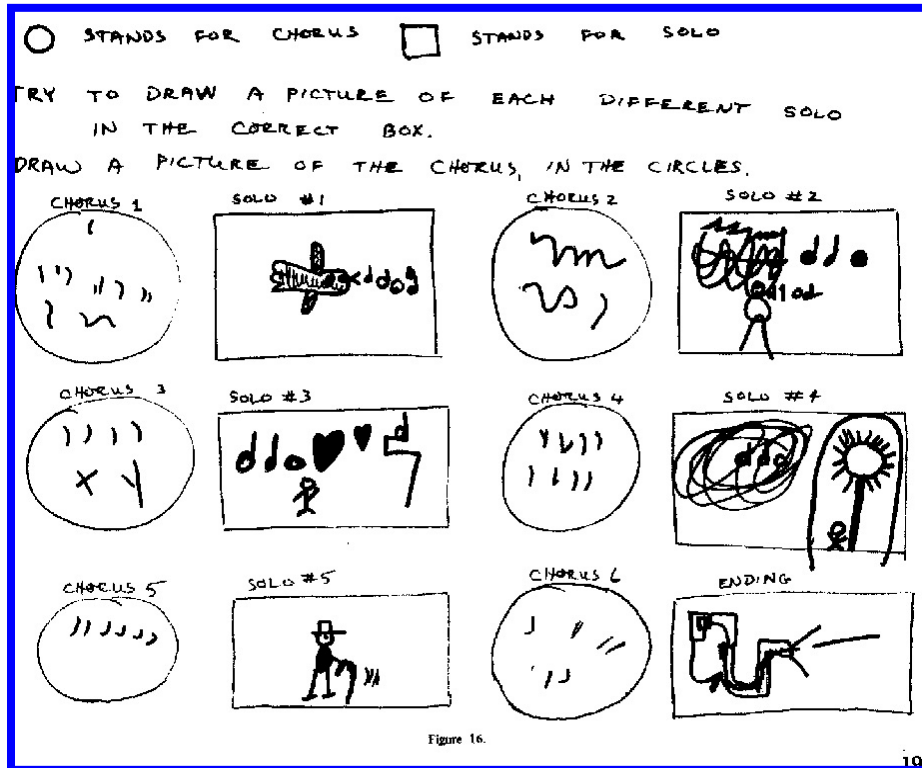 STANDS FOR CHORUS STANDS FOR SOLO
TRY TO DRAW A PICTURE OF EACH DIFFERENT SOLO
IN THE CORRECT BOX.
DRAW A PICTURE OF THE CHORUS, IN THE CIRCLES.
CHORUS 1 SOLO #1 CHORUS 2 SOLO #2
CHORUS 3 SOLO #3 CHORUS 4 SOLO #4
CHORUS 5 SOLO #5 CHORUS 6 ENDING
Figure 16.